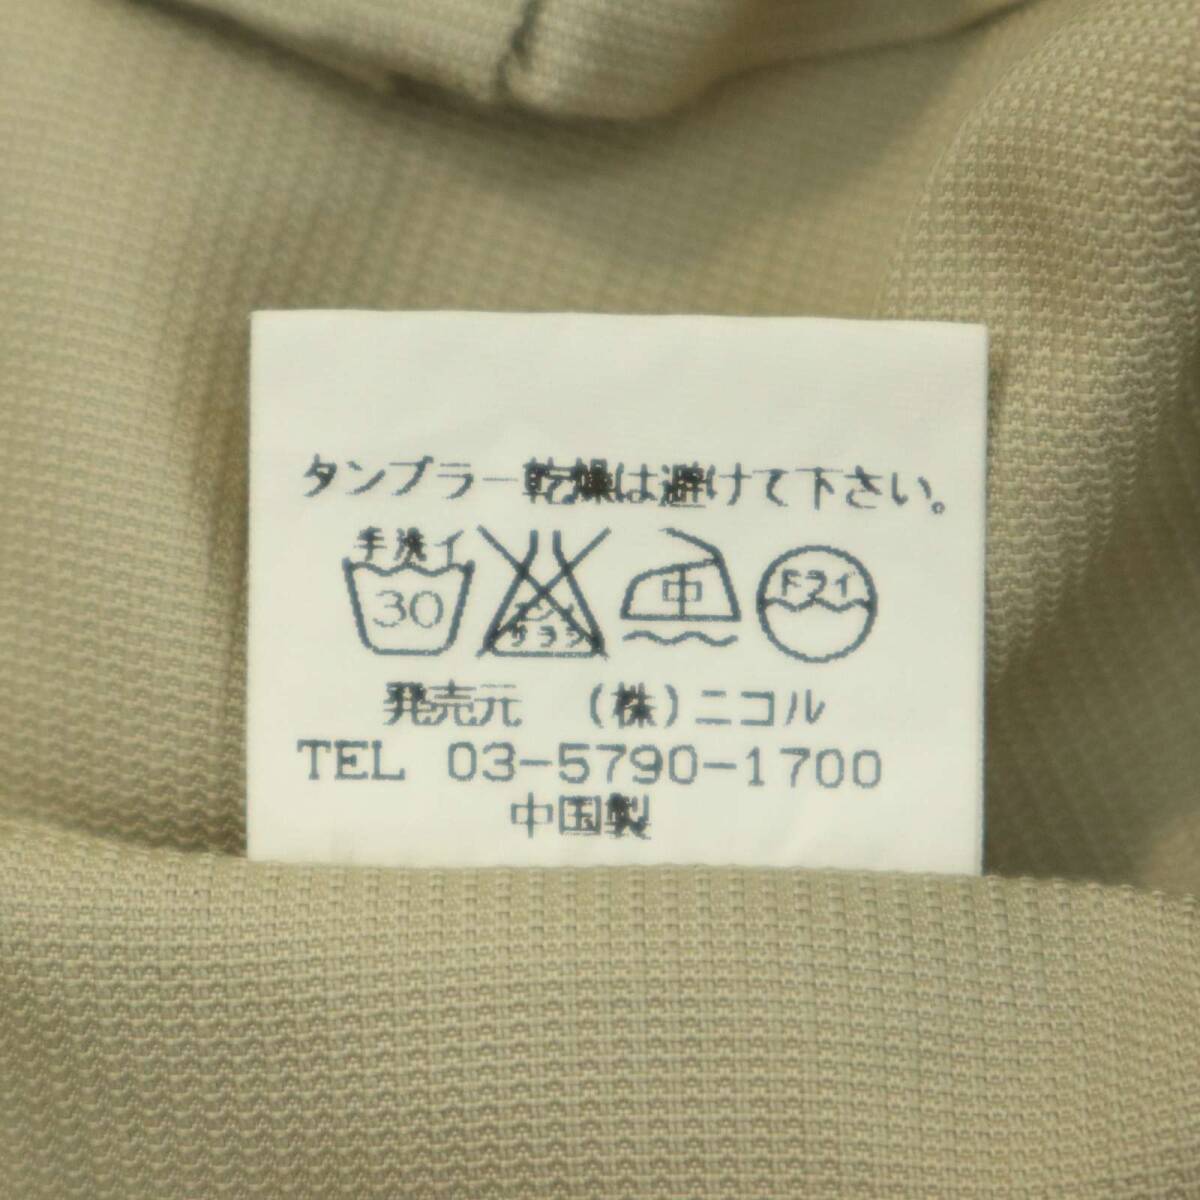 タンブラー乾燥は避けて下さい。
手洗イ 30 エンソ サラシ 中 ドライ
発売元 (株)ニコル
TEL 03-5790-1700
中国製